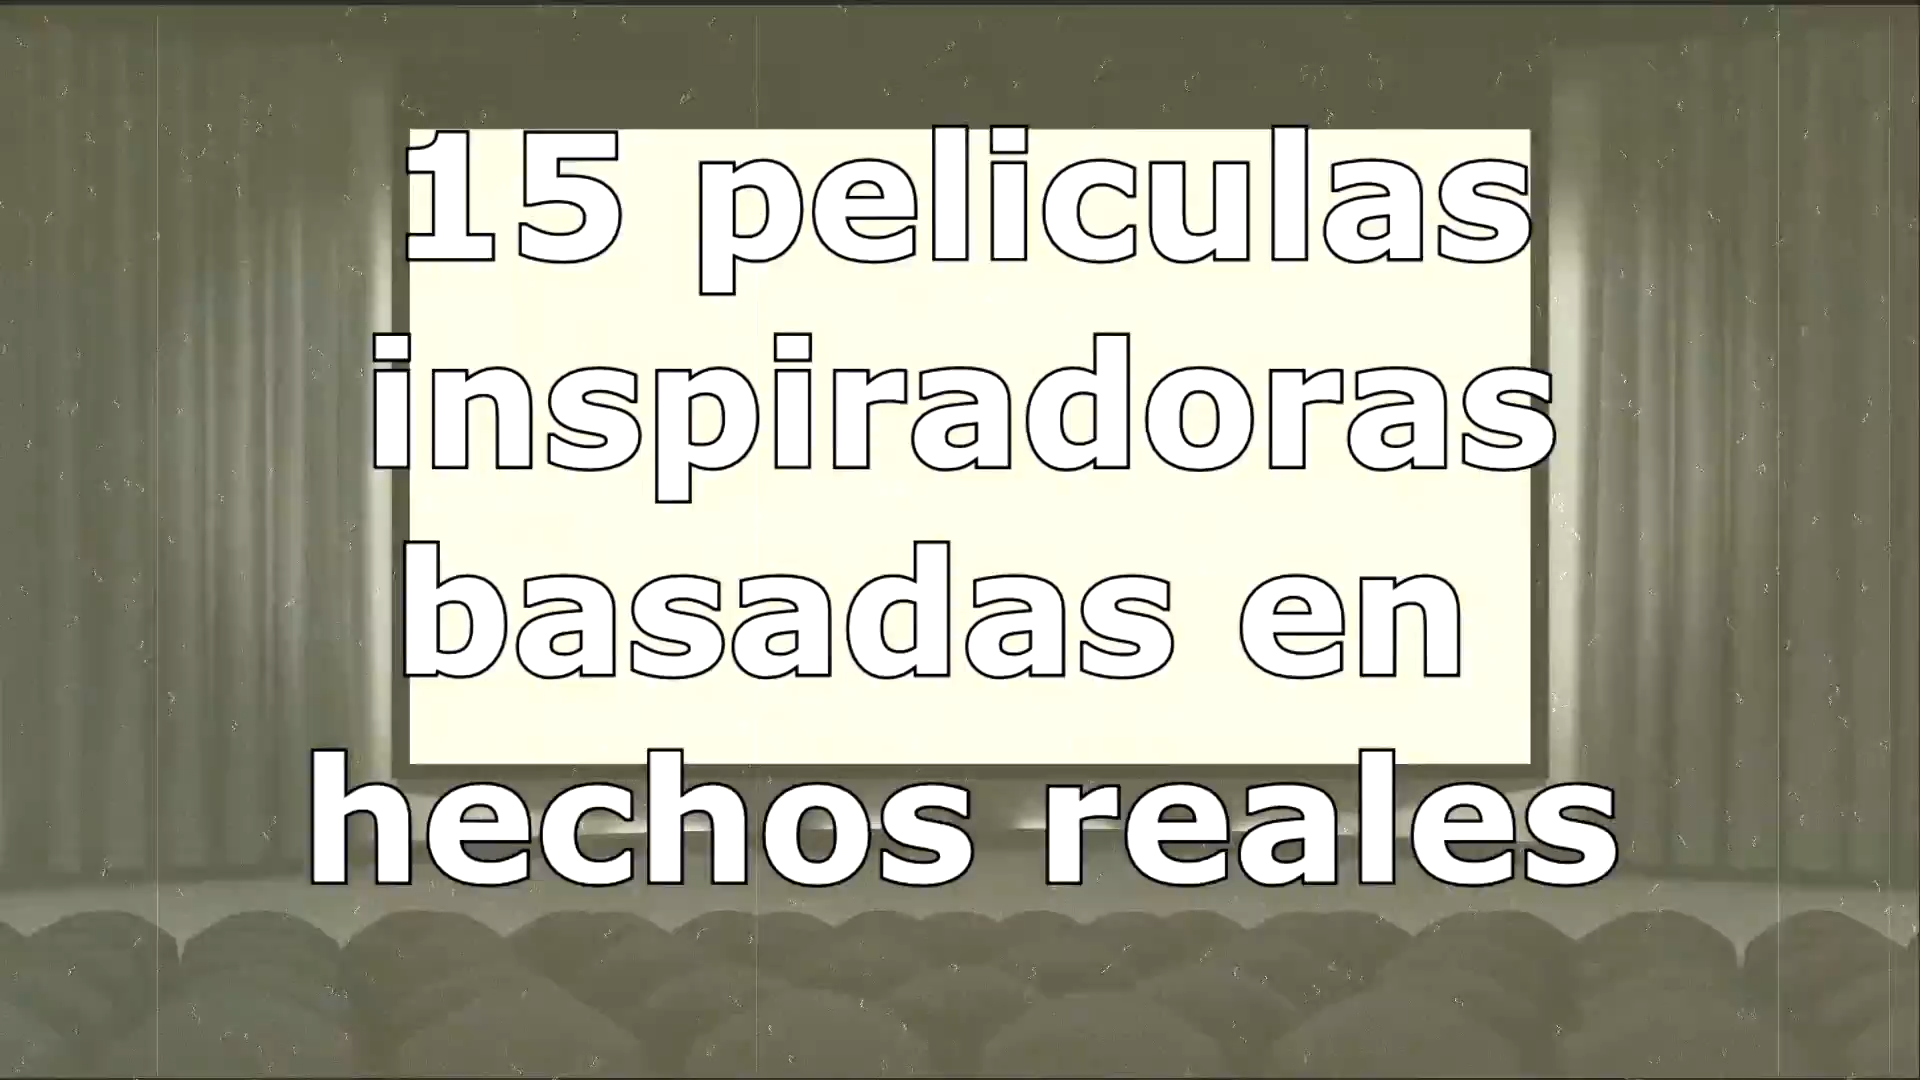 15 peliculas
inspiradoras
basadas en
hechos reales